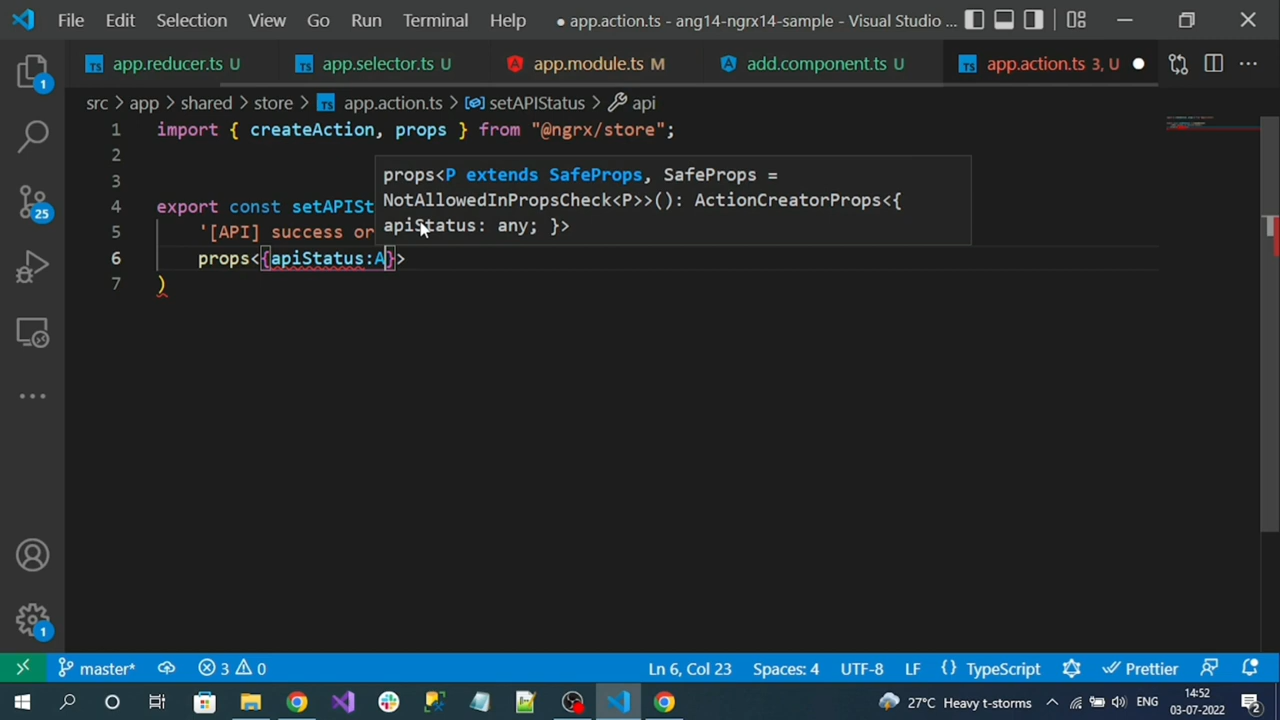 File Edit Selection View Go Run Terminal Help ● app.action.ts - ang14-ngrx14-sample - Visual Studio ...
TS app.reducer.ts U TS app.selector.ts U app.module.ts M add.component.ts U TS app.action.ts 3, U ●
src > app > shared > store > TS app.action.ts > setAPIStatus > api
1 import { createAction, props } from "@ngrx/store";
2
3
props<P extends SafeProps, SafeProps =
NotAllowedInPropsCheck<P>>(): ActionCreatorProps<{
apiStatus: any; }>
4 export const setAPISt
5 '[API] success or
6 props<{apiStatus:A}>
7 )
1
25
1
master* 3 0 Ln 6, Col 23 Spaces: 4 UTF-8 LF {} TypeScript Prettier
27°C Heavy t-storms ENG 14:52
03-07-2022 2